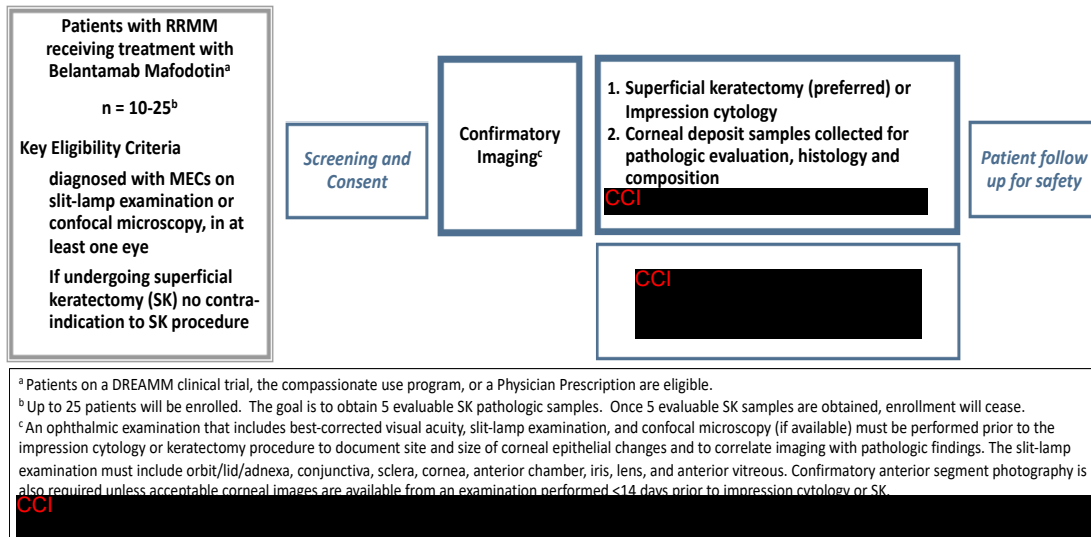 Patients with RRMM
receiving treatment with
Belantamab Mafodotinᵃ
n = 10-25ᵇ
Key Eligibility Criteria
diagnosed with MECs on
slit-lamp examination or
confocal microscopy, in at
least one eye
If undergoing superficial
keratectomy (SK) no contra-
indication to SK procedure
Screening and
Consent
Confirmatory
Imagingᶜ
1. Superficial keratectomy (preferred) or
Impression cytology
2. Corneal deposit samples collected for
pathologic evaluation, histology and
composition
CCI
CCI
Patient follow
up for safety
ᵃ Patients on a DREAMM clinical trial, the compassionate use program, or a Physician Prescription are eligible.
ᵇ Up to 25 patients will be enrolled. The goal is to obtain 5 evaluable SK pathologic samples. Once 5 evaluable SK samples are obtained, enrollment will cease.
ᶜ An ophthalmic examination that includes best-corrected visual acuity, slit-lamp examination, and confocal microscopy (if available) must be performed prior to the
impression cytology or keratectomy procedure to document site and size of corneal epithelial changes and to correlate imaging with pathologic findings. The slit-lamp
examination must include orbit/lid/adnexa, conjunctiva, sclera, cornea, anterior chamber, iris, lens, and anterior vitreous. Confirmatory anterior segment photography is
also required unless acceptable corneal images are available from an examination performed <14 days prior to impression cytology or SK.
CCI